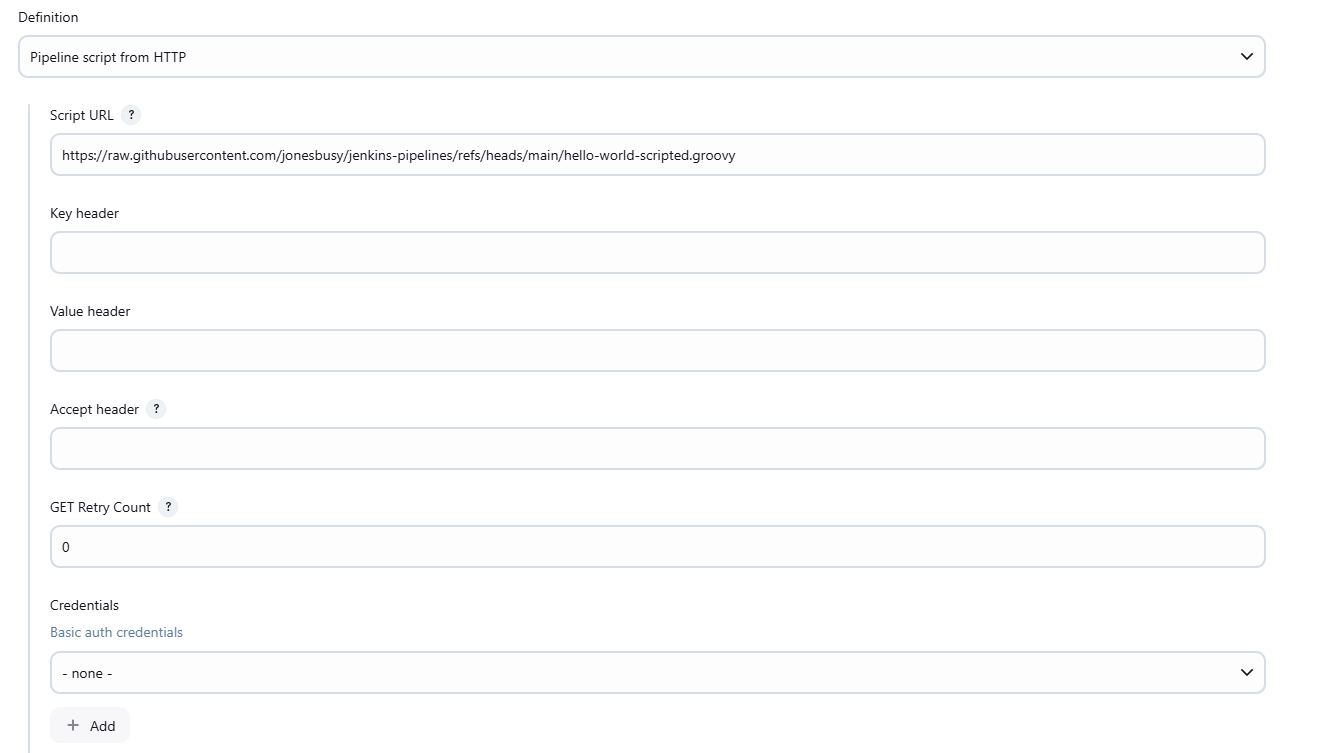 Definition
Pipeline script from HTTP
Script URL ?
https://raw.githubusercontent.com/jonesbusy/jenkins-pipelines/refs/heads/main/hello-world-scripted.groovy
Key header
Value header
Accept header ?
GET Retry Count ?
0
Credentials
Basic auth credentials
- none -
+ Add